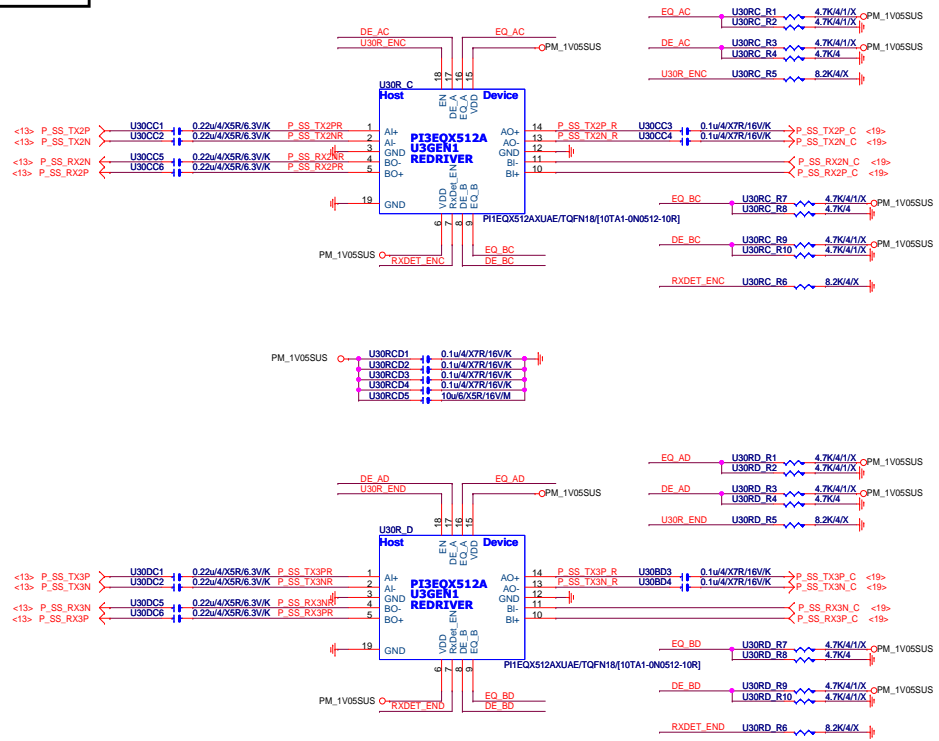 EQ_AC U30RC_R1 4.7K/4/1/X PM_1V05SUS
U30RC_R2 4.7K/4/1/X
DE_AC EQ_AC
U30R_ENC PM_1V05SUS
DE_AC U30RC_R3 4.7K/4/1/X PM_1V05SUS
U30RC_R4 4.7K/4
U30R_ENC U30RC_R5 8.2K/4/X
18 17 16 15
U30R_C
Host Device
EN DE_A EQ_A VDD
<13> P_SS_TX2P U30CC1 0.22u/4/X5R/6.3V/K P_SS_TX2PR 1 AI+ AO+ 14 P_SS_TX2P_R U30CC3 0.1u/4/X7R/16V/K P_SS_TX2P_C <19>
<13> P_SS_TX2N U30CC2 0.22u/4/X5R/6.3V/K P_SS_TX2NR 2 AI- AO- 13 P_SS_TX2N_R U30CC4 0.1u/4/X7R/16V/K P_SS_TX2N_C <19>
3 GND GND 12
<13> P_SS_RX2N U30CC5 0.22u/4/X5R/6.3V/K P_SS_RX2NR 4 BO- BI- 11 P_SS_RX2N_C <19>
<13> P_SS_RX2P U30CC6 0.22u/4/X5R/6.3V/K P_SS_RX2PR 5 BO+ BI+ 10 P_SS_RX2P_C <19>
PI3EQX512A
U3GEN1
REDRIVER
19 GND
VDD RxDet_EN DE_B EQ_B
6 7 8 9
PI1EQX512AXUAE/TQFN18/[10TA1-0N0512-10R]
EQ_BC U30RC_R7 4.7K/4/1/X PM_1V05SUS
U30RC_R8 4.7K/4
PM_1V05SUS EQ_BC
RXDET_ENC DE_BC
DE_BC U30RC_R9 4.7K/4/1/X PM_1V05SUS
U30RC_R10 4.7K/4/1/X
RXDET_ENC U30RC_R6 8.2K/4/X
PM_1V05SUS U30RCD1 0.1u/4/X7R/16V/K
U30RCD2 0.1u/4/X7R/16V/K
U30RCD3 0.1u/4/X7R/16V/K
U30RCD4 0.1u/4/X7R/16V/K
U30RCD5 10u/6/X5R/16V/M
EQ_AD U30RD_R1 4.7K/4/1/X PM_1V05SUS
U30RD_R2 4.7K/4/1/X
DE_AD EQ_AD
U30R_END PM_1V05SUS
DE_AD U30RD_R3 4.7K/4/1/X PM_1V05SUS
U30RD_R4 4.7K/4
U30R_END U30RD_R5 8.2K/4/X
18 17 16 15
U30R_D
Host Device
EN DE_A EQ_A VDD
<13> P_SS_TX3P U30DC1 0.22u/4/X5R/6.3V/K P_SS_TX3PR 1 AI+ AO+ 14 P_SS_TX3P_R U30BD3 0.1u/4/X7R/16V/K P_SS_TX3P_C <19>
<13> P_SS_TX3N U30DC2 0.22u/4/X5R/6.3V/K P_SS_TX3NR 2 AI- AO- 13 P_SS_TX3N_R U30BD4 0.1u/4/X7R/16V/K P_SS_TX3N_C <19>
3 GND GND 12
<13> P_SS_RX3N U30DC5 0.22u/4/X5R/6.3V/K P_SS_RX3NR 4 BO- BI- 11 P_SS_RX3N_C <19>
<13> P_SS_RX3P U30DC6 0.22u/4/X5R/6.3V/K P_SS_RX3PR 5 BO+ BI+ 10 P_SS_RX3P_C <19>
PI3EQX512A
U3GEN1
REDRIVER
19 GND
VDD RxDet_EN DE_B EQ_B
6 7 8 9
PI1EQX512AXUAE/TQFN18/[10TA1-0N0512-10R]
EQ_BD U30RD_R7 4.7K/4/1/X PM_1V05SUS
U30RD_R8 4.7K/4
PM_1V05SUS EQ_BD
RXDET_END DE_BD
DE_BD U30RD_R9 4.7K/4/1/X PM_1V05SUS
U30RD_R10 4.7K/4/1/X
RXDET_END U30RD_R6 8.2K/4/X